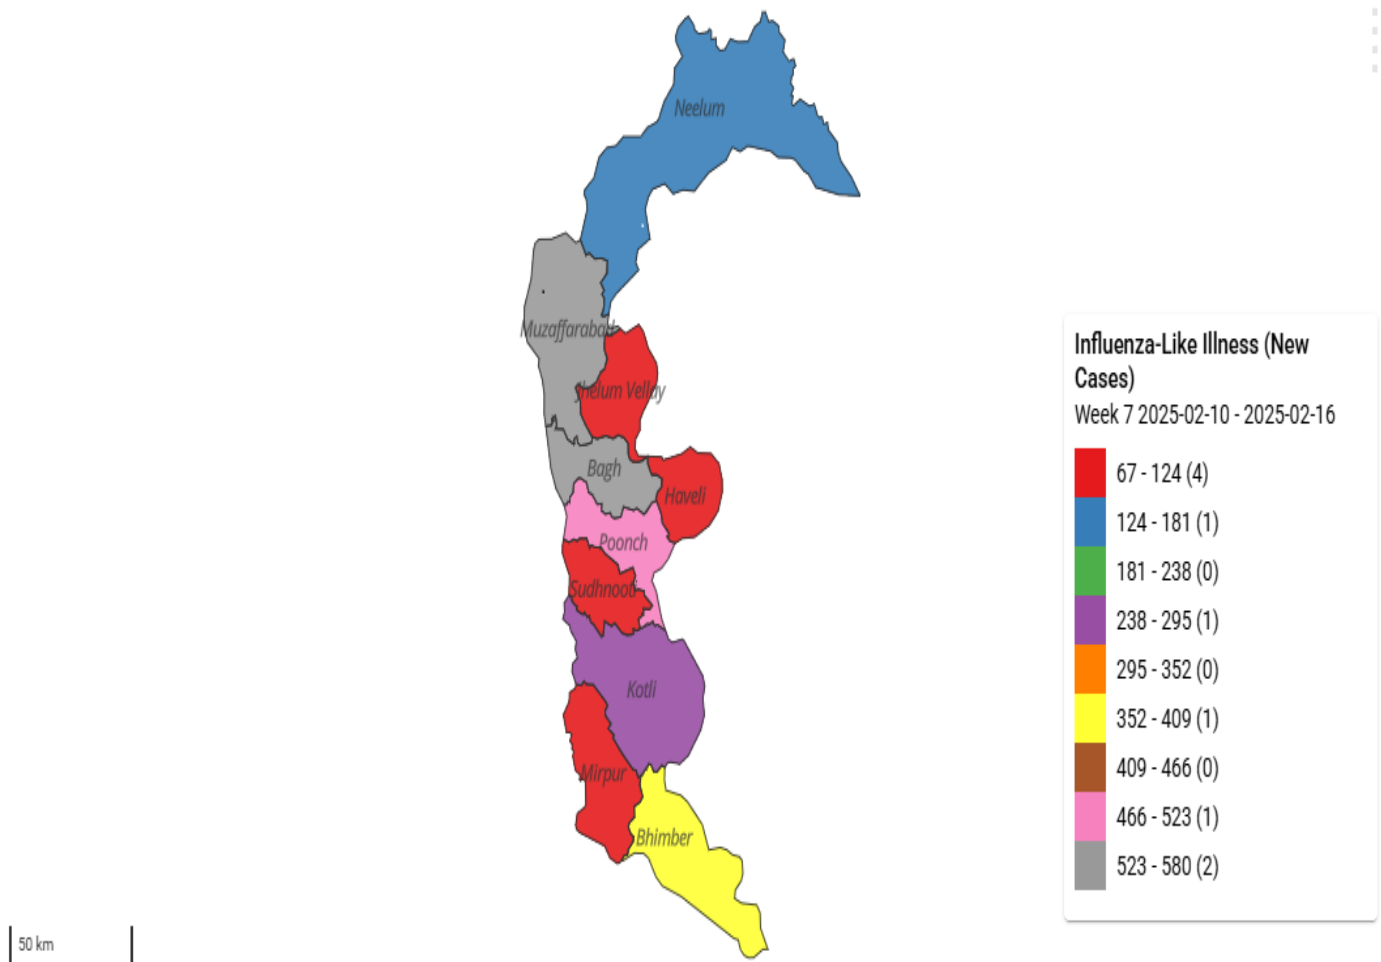 Neelum
Muzaffarabad
Jhelum Vellay
Bagh
Haveli
Poonch
Sudhnooti
Kotli
Mirpur
Bhimber
Influenza-Like Illness (New
Cases)
Week 7 2025-02-10 - 2025-02-16
67 - 124 (4)
124 - 181 (1)
181 - 238 (0)
238 - 295 (1)
295 - 352 (0)
352 - 409 (1)
409 - 466 (0)
466 - 523 (1)
523 - 580 (2)
50 km